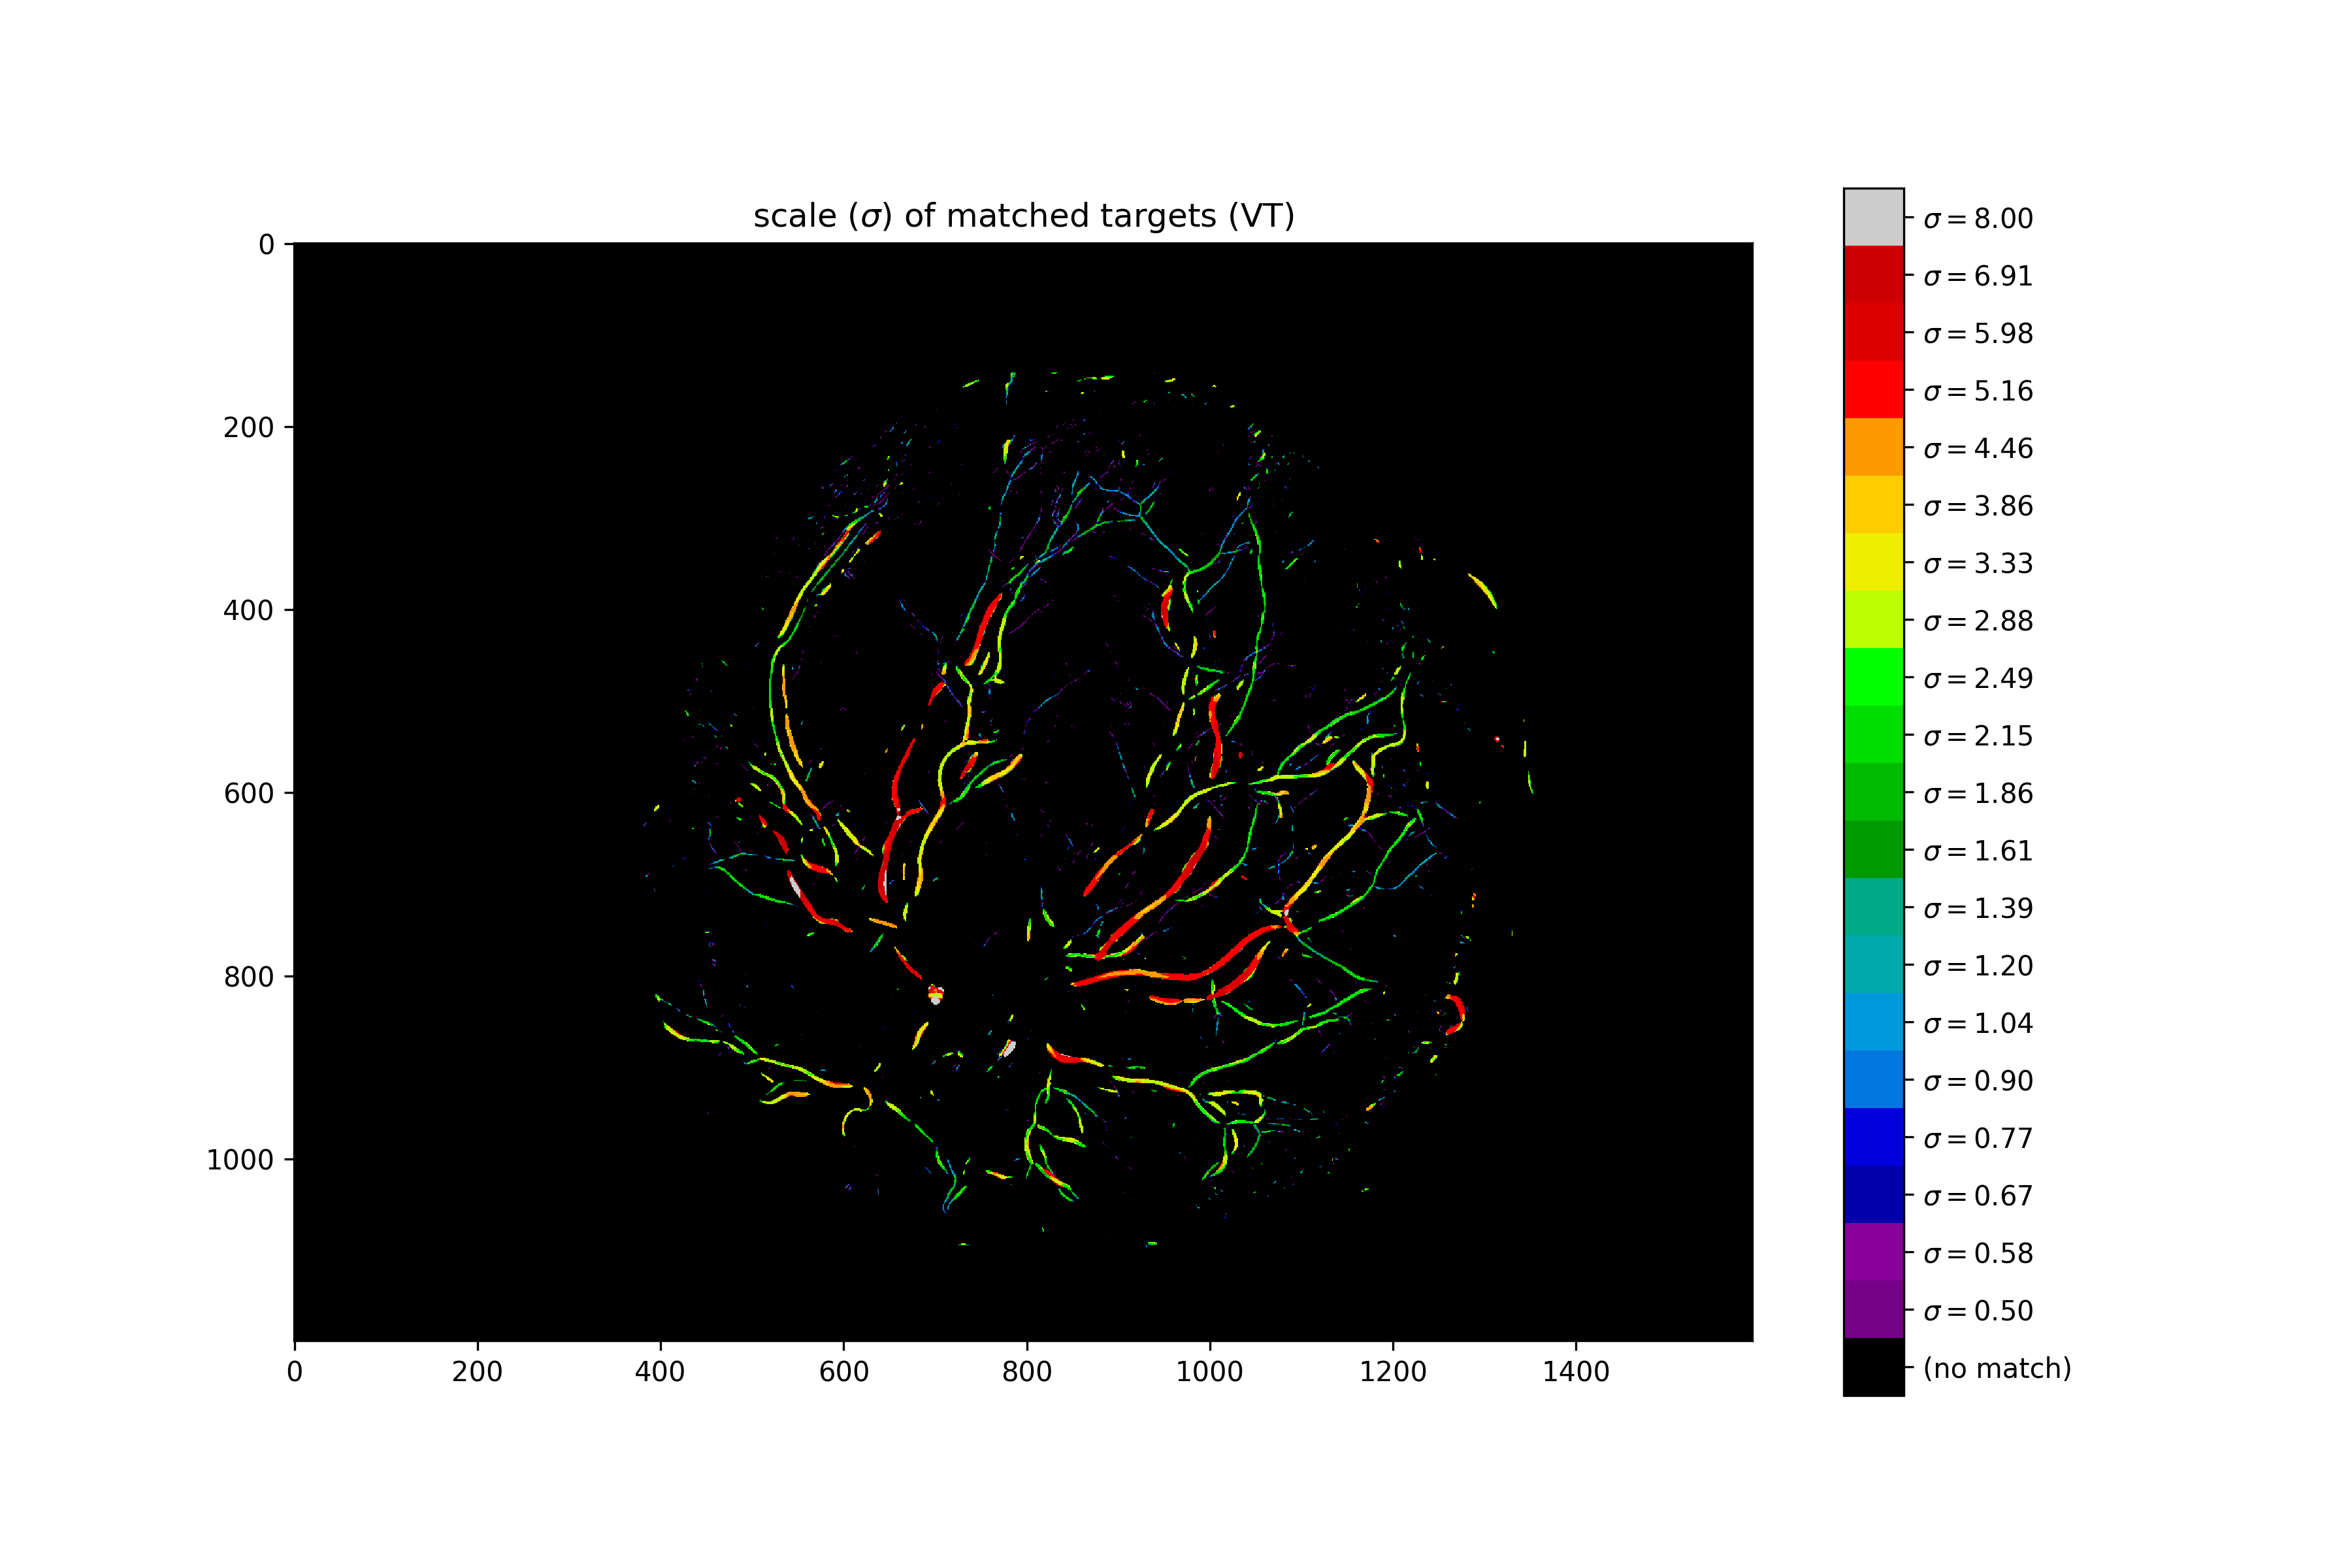 scale (σ) of matched targets (VT)
0
200
400
600
800
1000
0 200 400 600 800 1000 1200 1400
σ = 8.00
σ = 6.91
σ = 5.98
σ = 5.16
σ = 4.46
σ = 3.86
σ = 3.33
σ = 2.88
σ = 2.49
σ = 2.15
σ = 1.86
σ = 1.61
σ = 1.39
σ = 1.20
σ = 1.04
σ = 0.90
σ = 0.77
σ = 0.67
σ = 0.58
σ = 0.50
(no match)